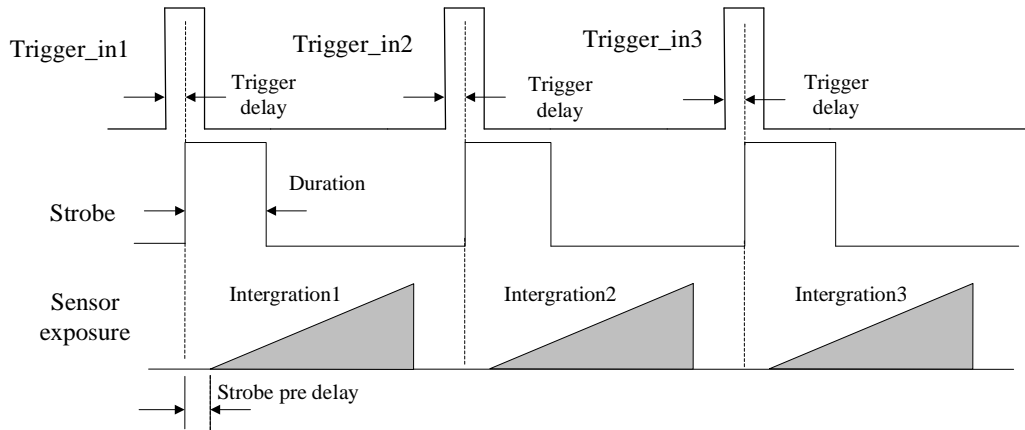 Trigger_in1
Trigger_in2
Trigger_in3
Trigger
delay
Trigger
delay
Trigger
delay
Duration
Strobe
Intergration1
Intergration2
Intergration3
Sensor
exposure
Strobe pre delay